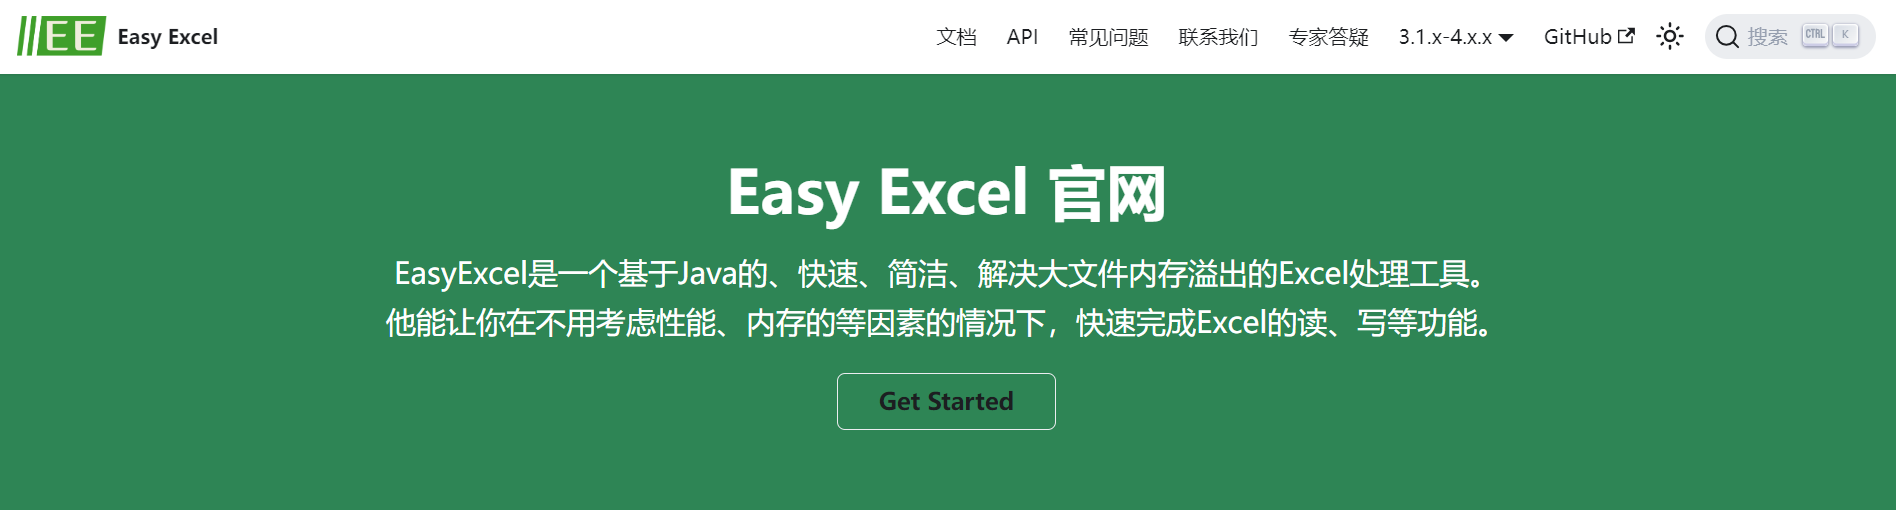 EE Easy Excel 文档 API 常见问题 联系我们 专家答疑 3.1.x-4.x.x GitHub 搜索 CTRL K
Easy Excel 官网
EasyExcel是一个基于Java的、快速、简洁、解决大文件内存溢出的Excel处理工具。
他能让你在不用考虑性能、内存的等因素的情况下，快速完成Excel的读、写等功能。
Get Started